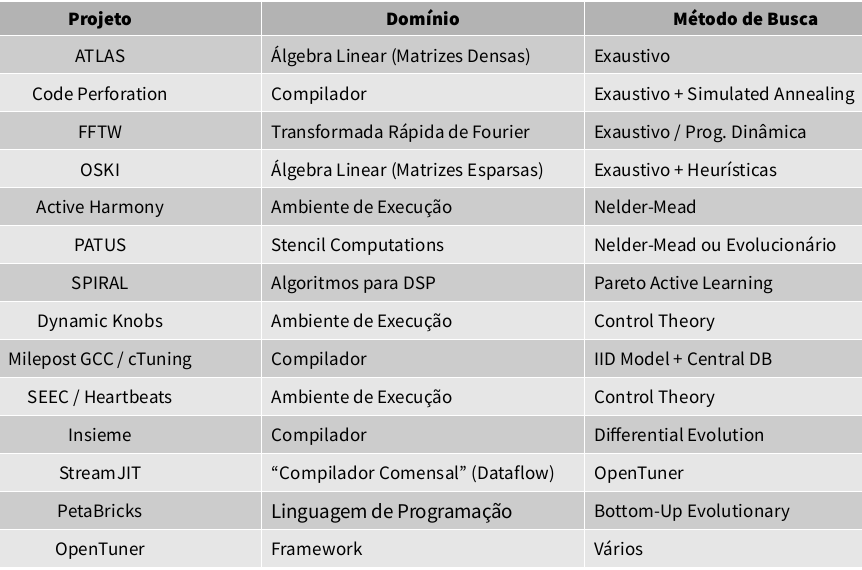 Projeto Domínio Método de Busca
ATLAS Álgebra Linear (Matrizes Densas) Exaustivo
Code Perforation Compilador Exaustivo + Simulated Annealing
FFTW Transformada Rápida de Fourier Exaustivo / Prog. Dinâmica
OSKI Álgebra Linear (Matrizes Esparsas) Exaustivo + Heurísticas
Active Harmony Ambiente de Execução Nelder-Mead
PATUS Stencil Computations Nelder-Mead ou Evolucionário
SPIRAL Algoritmos para DSP Pareto Active Learning
Dynamic Knobs Ambiente de Execução Control Theory
Milepost GCC / cTuning Compilador IID Model + Central DB
SEEC / Heartbeats Ambiente de Execução Control Theory
Insieme Compilador Differential Evolution
StreamJIT “Compilador Comensal” (Dataflow) OpenTuner
PetaBricks Linguagem de Programação Bottom-Up Evolutionary
OpenTuner Framework Vários